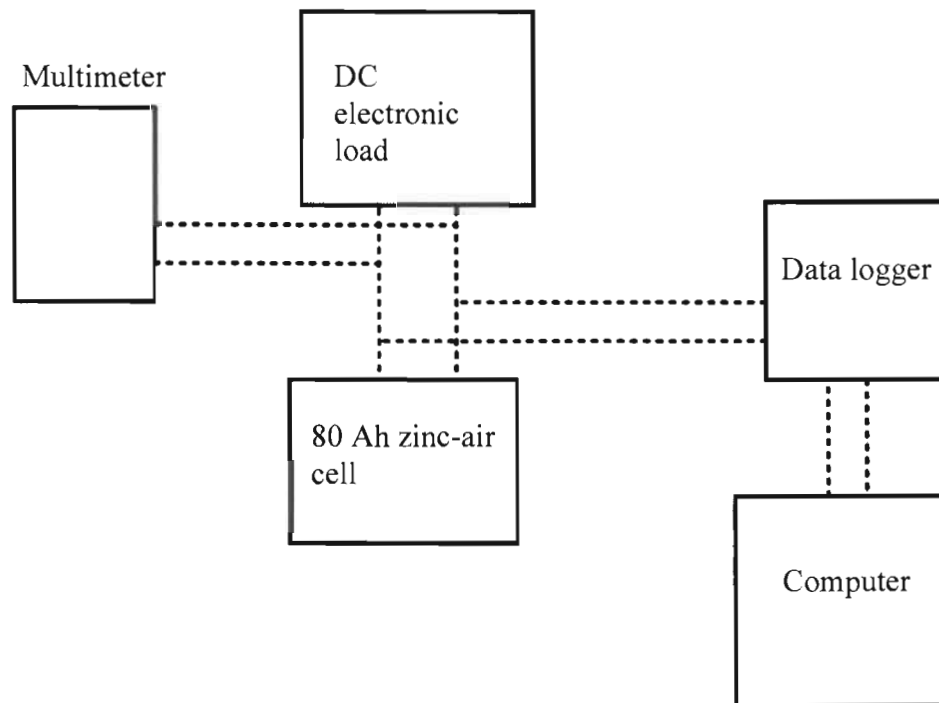 Multimeter
DC
electronic
load
Data logger
80 Ah zinc-air
cell
Computer